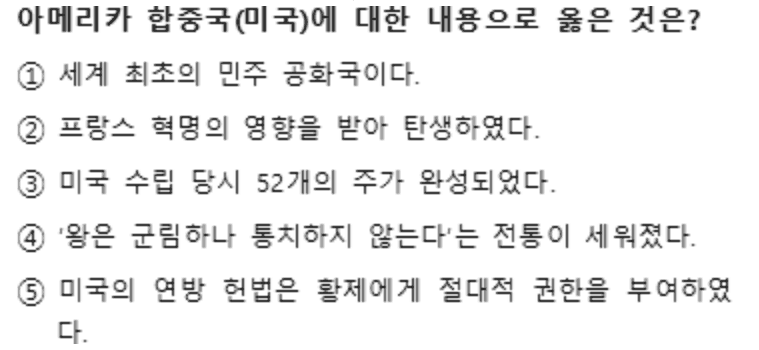 아메리카 합중국(미국)에 대한 내용으로 옳은 것은?
① 세계 최초의 민주 공화국이다.
② 프랑스 혁명의 영향을 받아 탄생하였다.
③ 미국 수립 당시 52개의 주가 완성되었다.
④ '왕은 군림하나 통치하지 않는다'는 전통이 세워졌다.
⑤ 미국의 연방 헌법은 황제에게 절대적 권한을 부여하였
다.